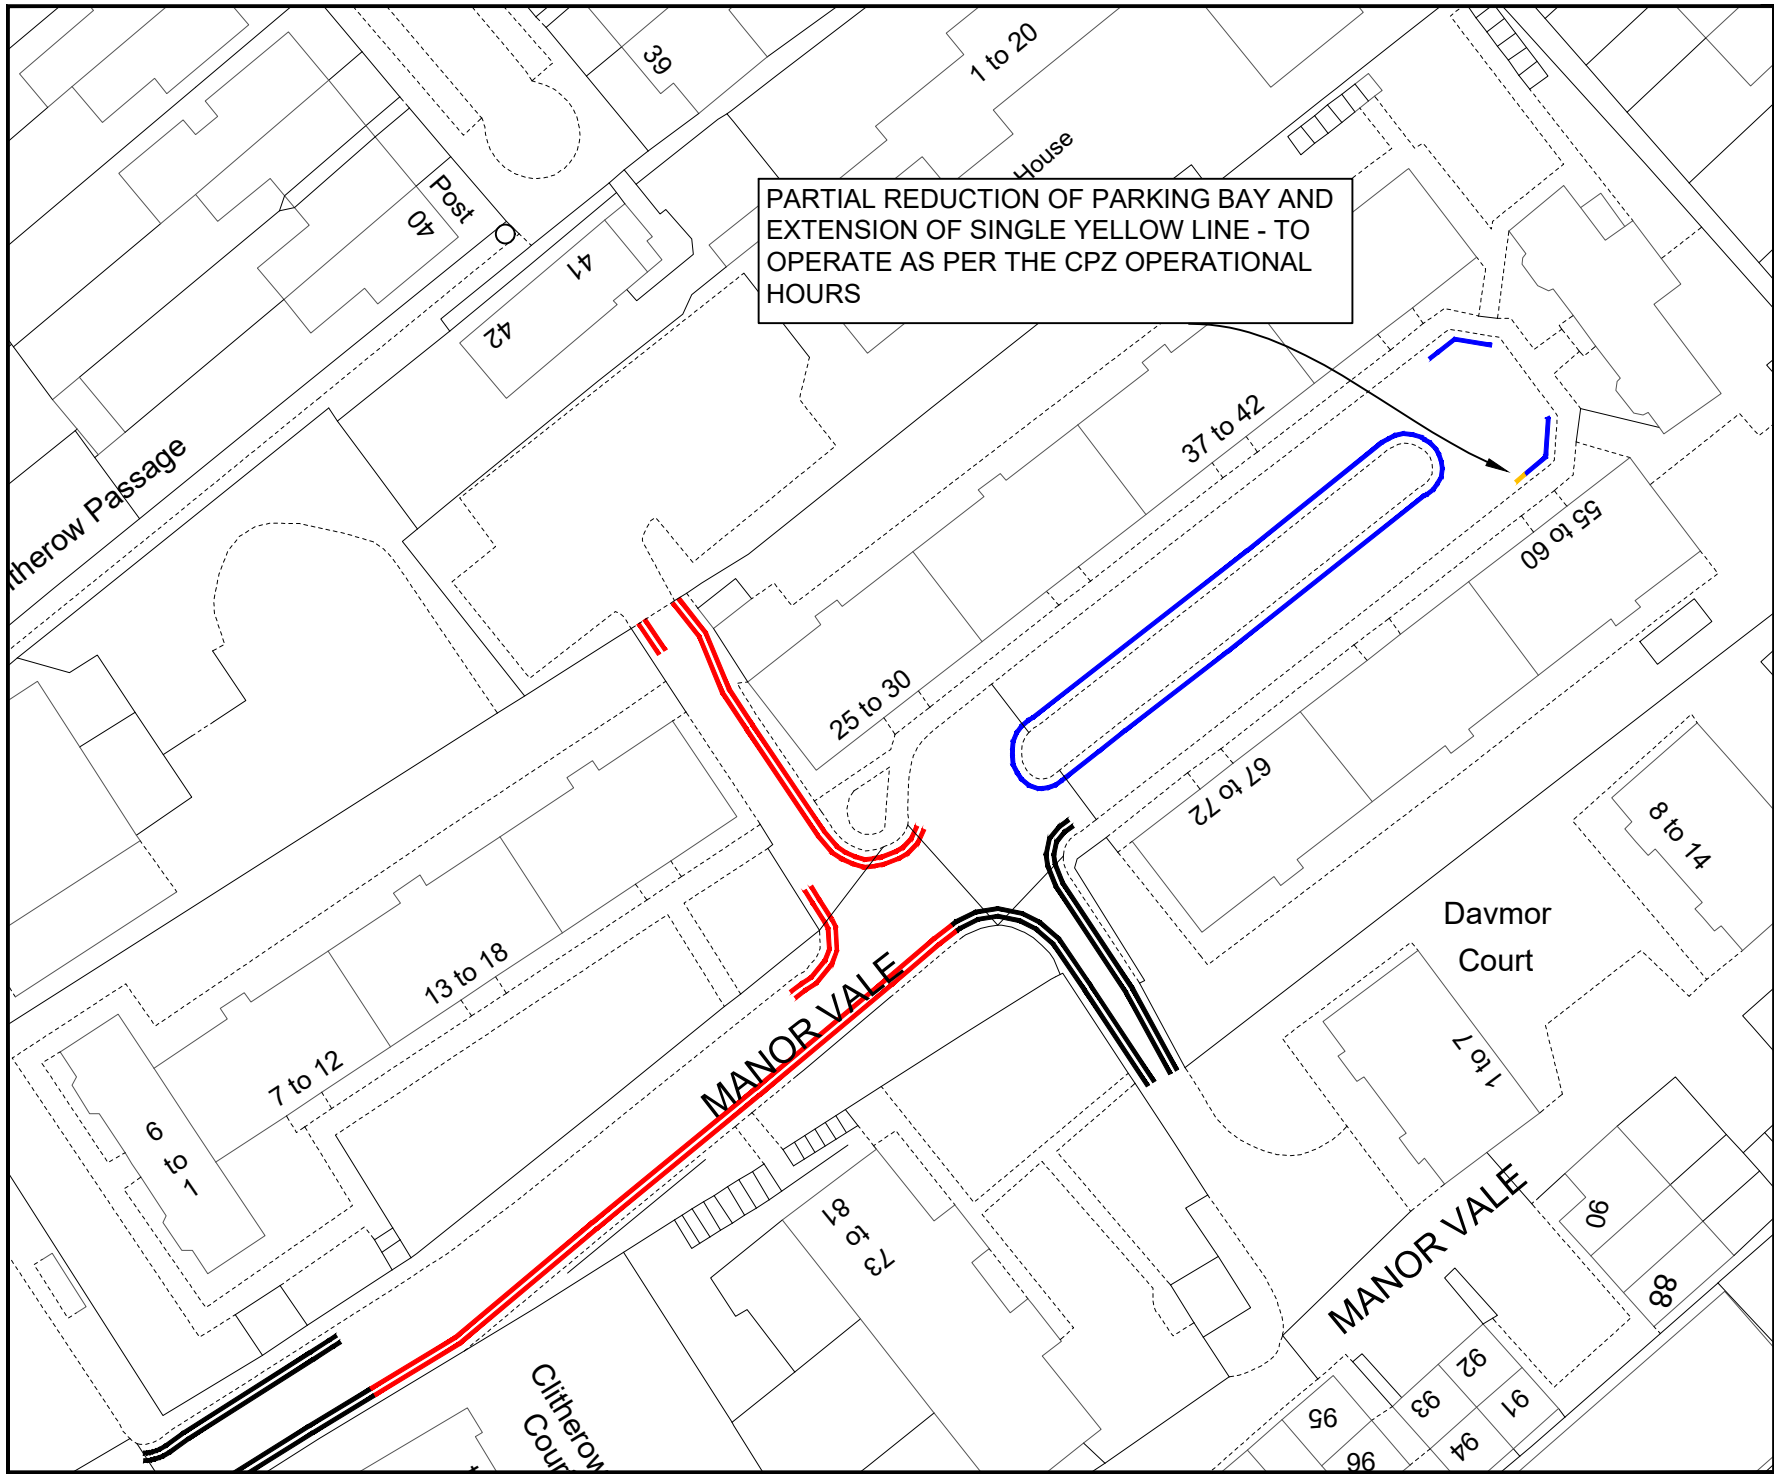 39
1 to 20
House
Post
40
41
42
PARTIAL REDUCTION OF PARKING BAY AND
EXTENSION OF SINGLE YELLOW LINE - TO
OPERATE AS PER THE CPZ OPERATIONAL
HOURS
37 to 42
therow Passage
55 to 60
25 to 30
67 to 72
8 to 14
Davmor
Court
13 to 18
MANOR VALE
7 to 12
1 to 7
6
to
1
81
to
73
MANOR VALE
90
88
Clitherow
Cour
92
91
93
94
95
96